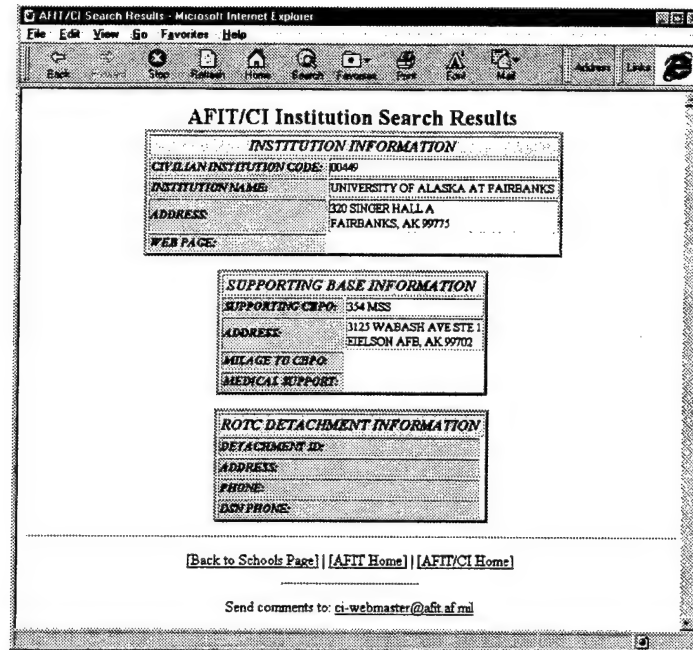 AFIT/CI Search Results - Microsoft Internet Explorer
File Edit View Go Favorites Help
Back Forward Stop Refresh Home Search Favorites Print Font Mail Address Links
AFIT/CI Institution Search Results
INSTITUTION INFORMATION
CIVILIAN INSTITUTION CODE: 00449
INSTITUTION NAME: UNIVERSITY OF ALASKA AT FAIRBANKS
ADDRESS: 320 SINGER HALL A
FAIRBANKS, AK 99775
WEB PAGE:
SUPPORTING BASE INFORMATION
SUPPORTING CBPO: 354 MSS
ADDRESS: 3125 WABASH AVE STE 1
EIELSON AFB, AK 99702
MILAGE TO CBPO:
MEDICAL SUPPORT:
ROTC DETACHMENT INFORMATION
DETACHMENT ID:
ADDRESS:
PHONE:
DSN PHONE:
[Back to Schools Page] | [AFIT Home] | [AFIT/CI Home]
Send comments to: ci-webmaster@afit.af.mil